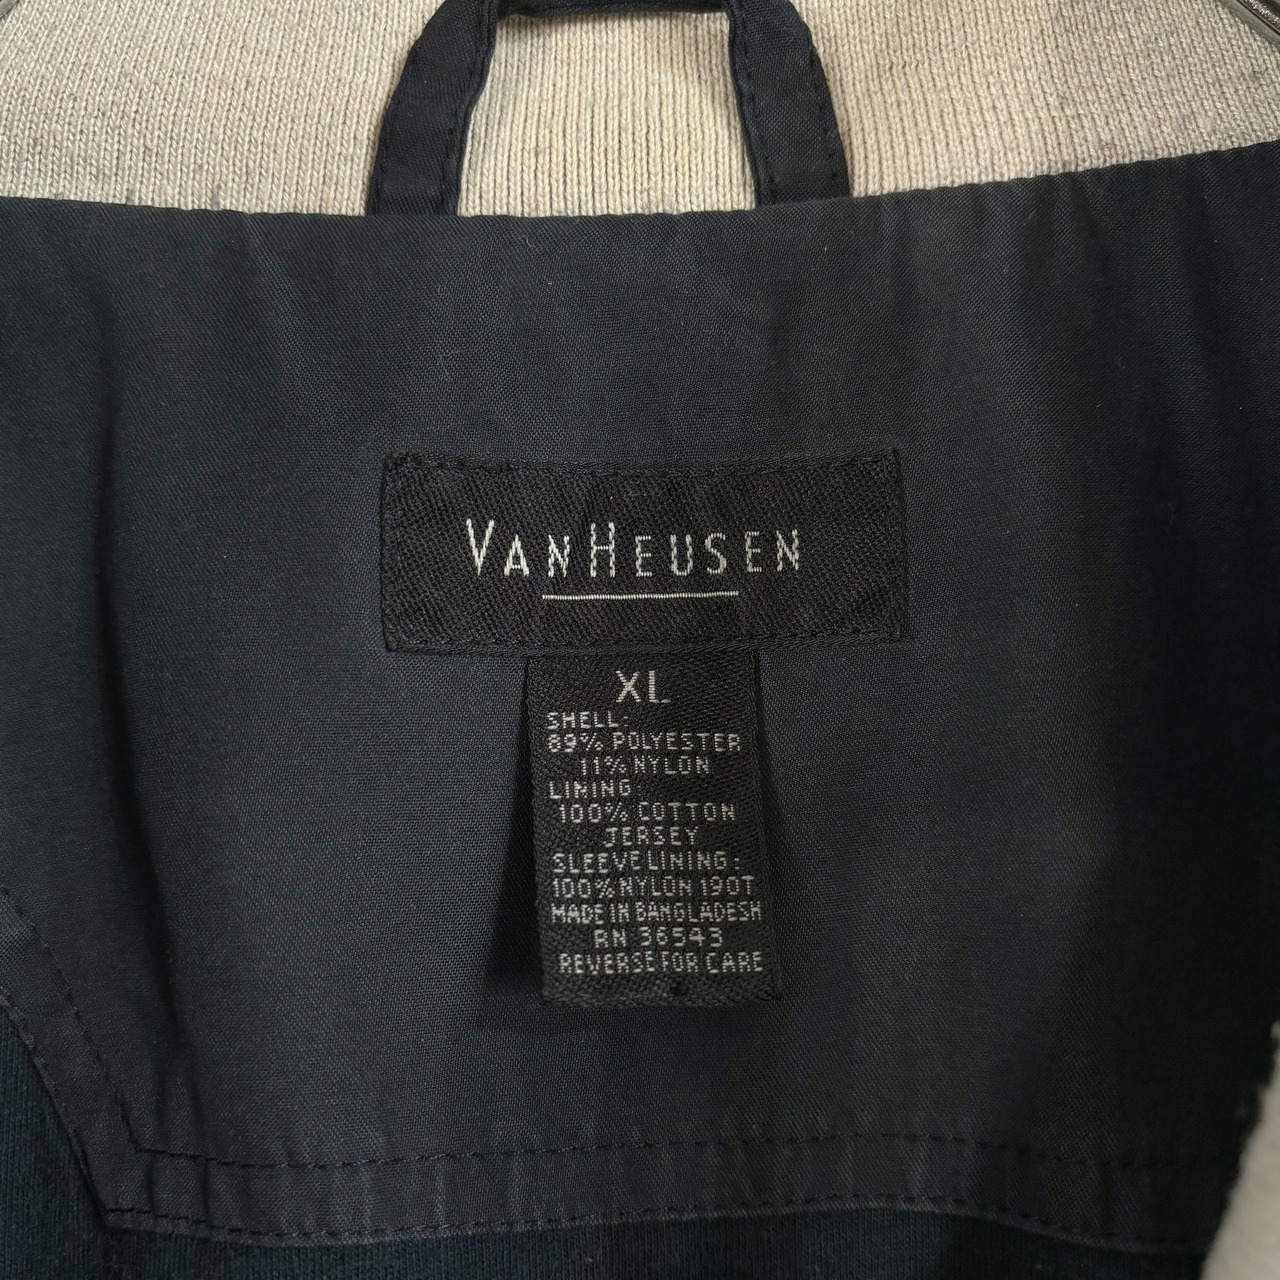 VANHEUSEN
XL
SHELL:
89% POLYESTER
11% NYLON
LINING
100% COTTON
JERSEY
SLEEVE LINING:
100% NYLON 190T
MADE IN BANGLADESH
RN 36543
REVERSE FOR CARE